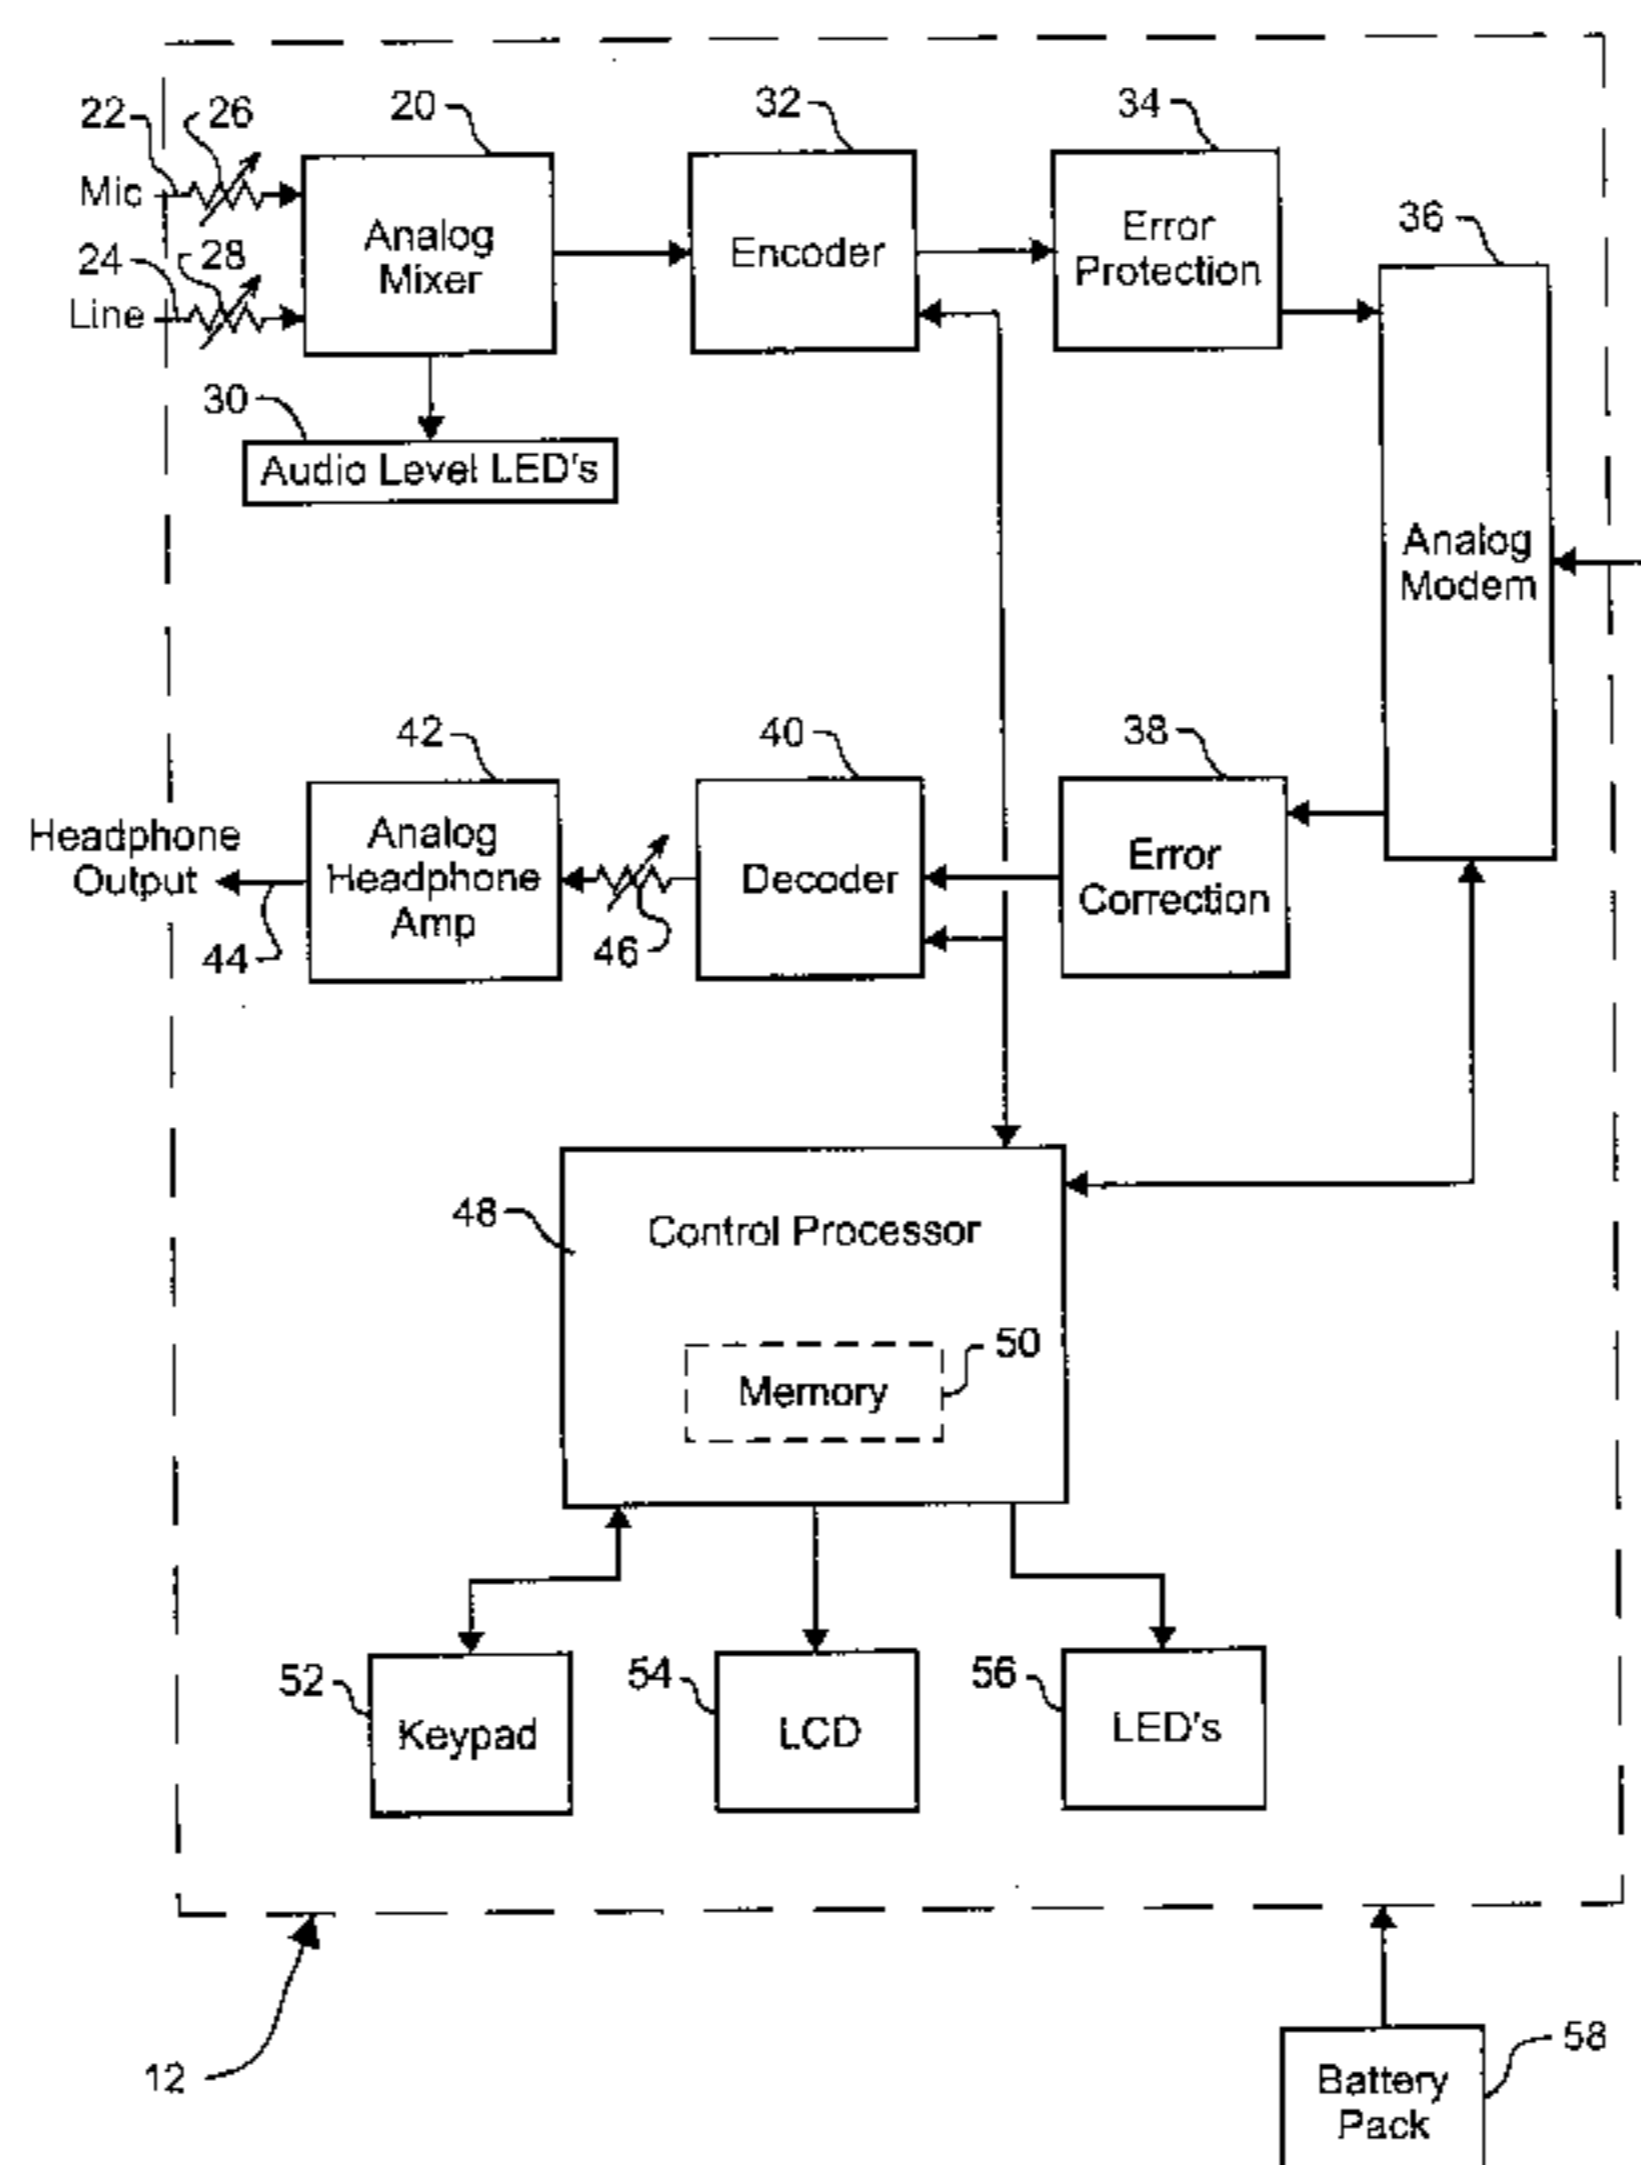 22
26
20
32
34
Mic
Analog
Mixer
Encoder
Error
Protection
36
24
28
Line
30
Audio Level LED's
Analog
Modem
42
40
38
Headphone
Output
Analog
Headphone
Amp
Decoder
Error
Correction
44
46
48
Control Processor
50
Memory
52
54
56
Keypad
LCD
LED's
12
58
Battery
Pack